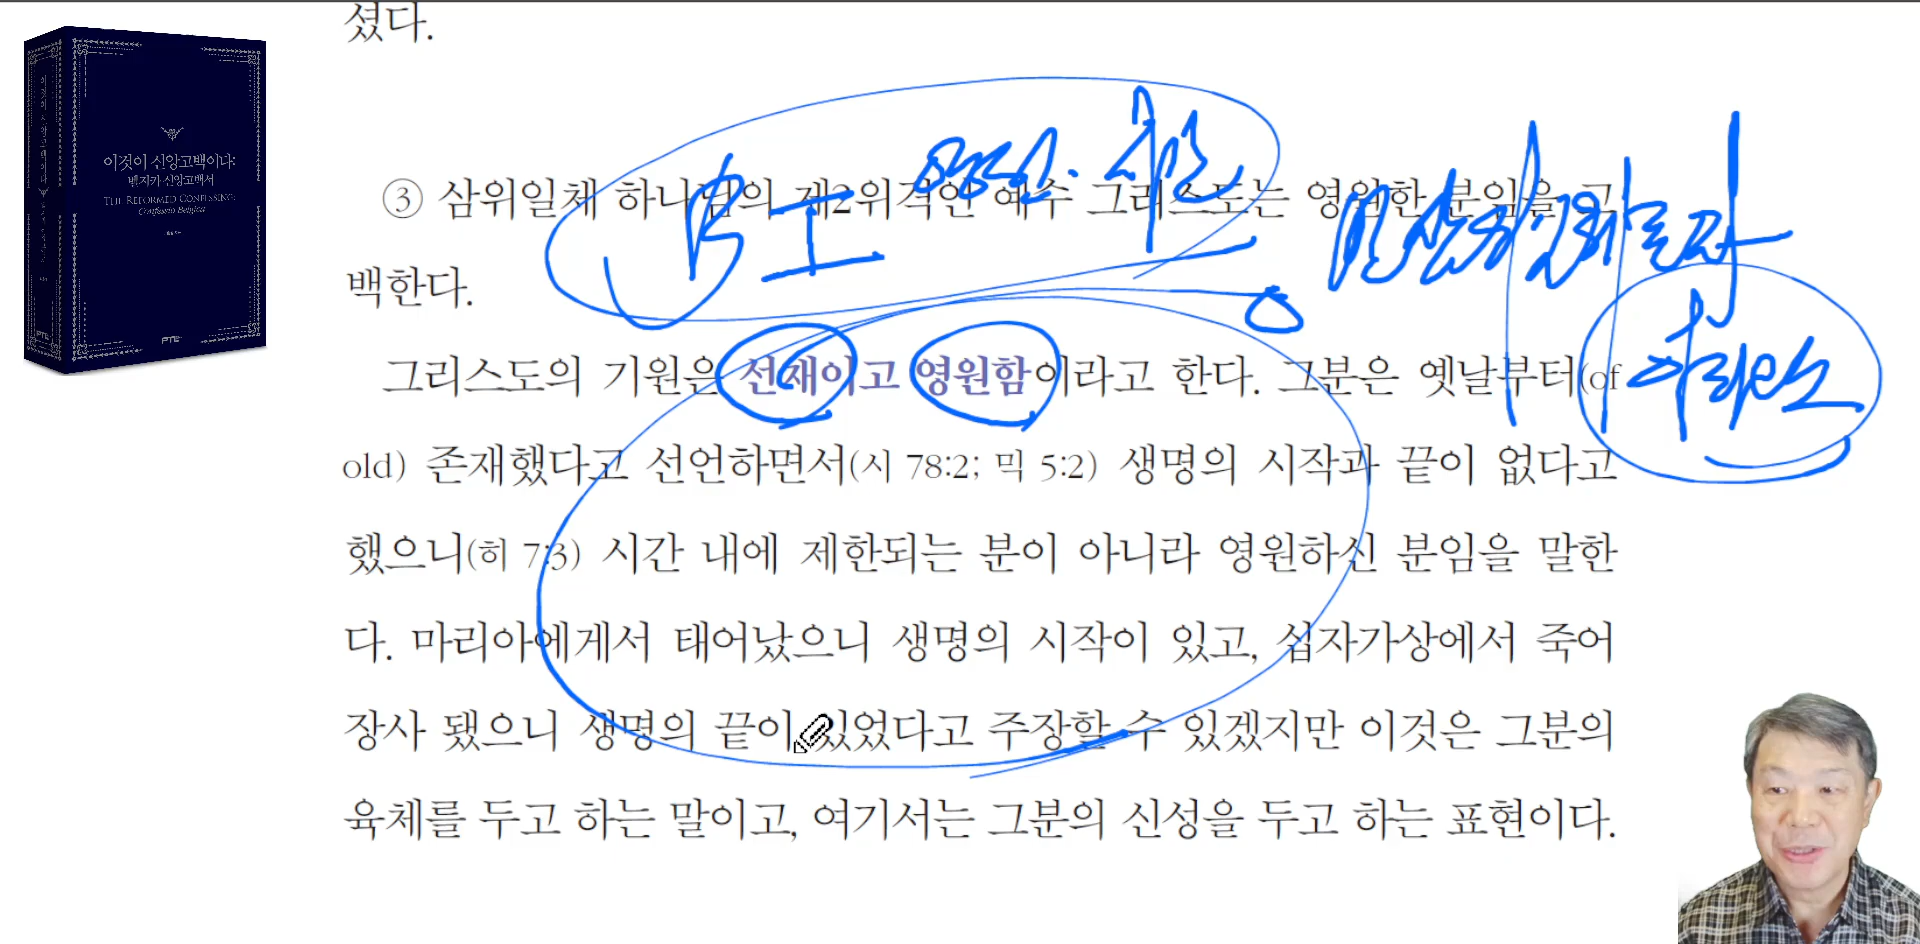 이것이 신앙고백이다:
벨지카 신앙고백서
THE REFORMED CONFESSING:
Confessio Belgica
셨다.
③ 삼위일체 하나님의 제2위격인 예수 그리스도는 영원한 분임을 고
백한다.
그리스도의 기원은 선재이고 영원함이라고 한다. 그분은 옛날부터(of
old) 존재했다고 선언하면서(시 78:2; 믹 5:2) 생명의 시작과 끝이 없다고
했으니(히 7:3) 시간 내에 제한되는 분이 아니라 영원하신 분임을 말한
다. 마리아에게서 태어났으니 생명의 시작이 있고, 십자가상에서 죽어
장사 됐으니 생명의 끝이 있었다고 주장할 수 있겠지만 이것은 그분의
육체를 두고 하는 말이고, 여기서는 그분의 신성을 두고 하는 표현이다.